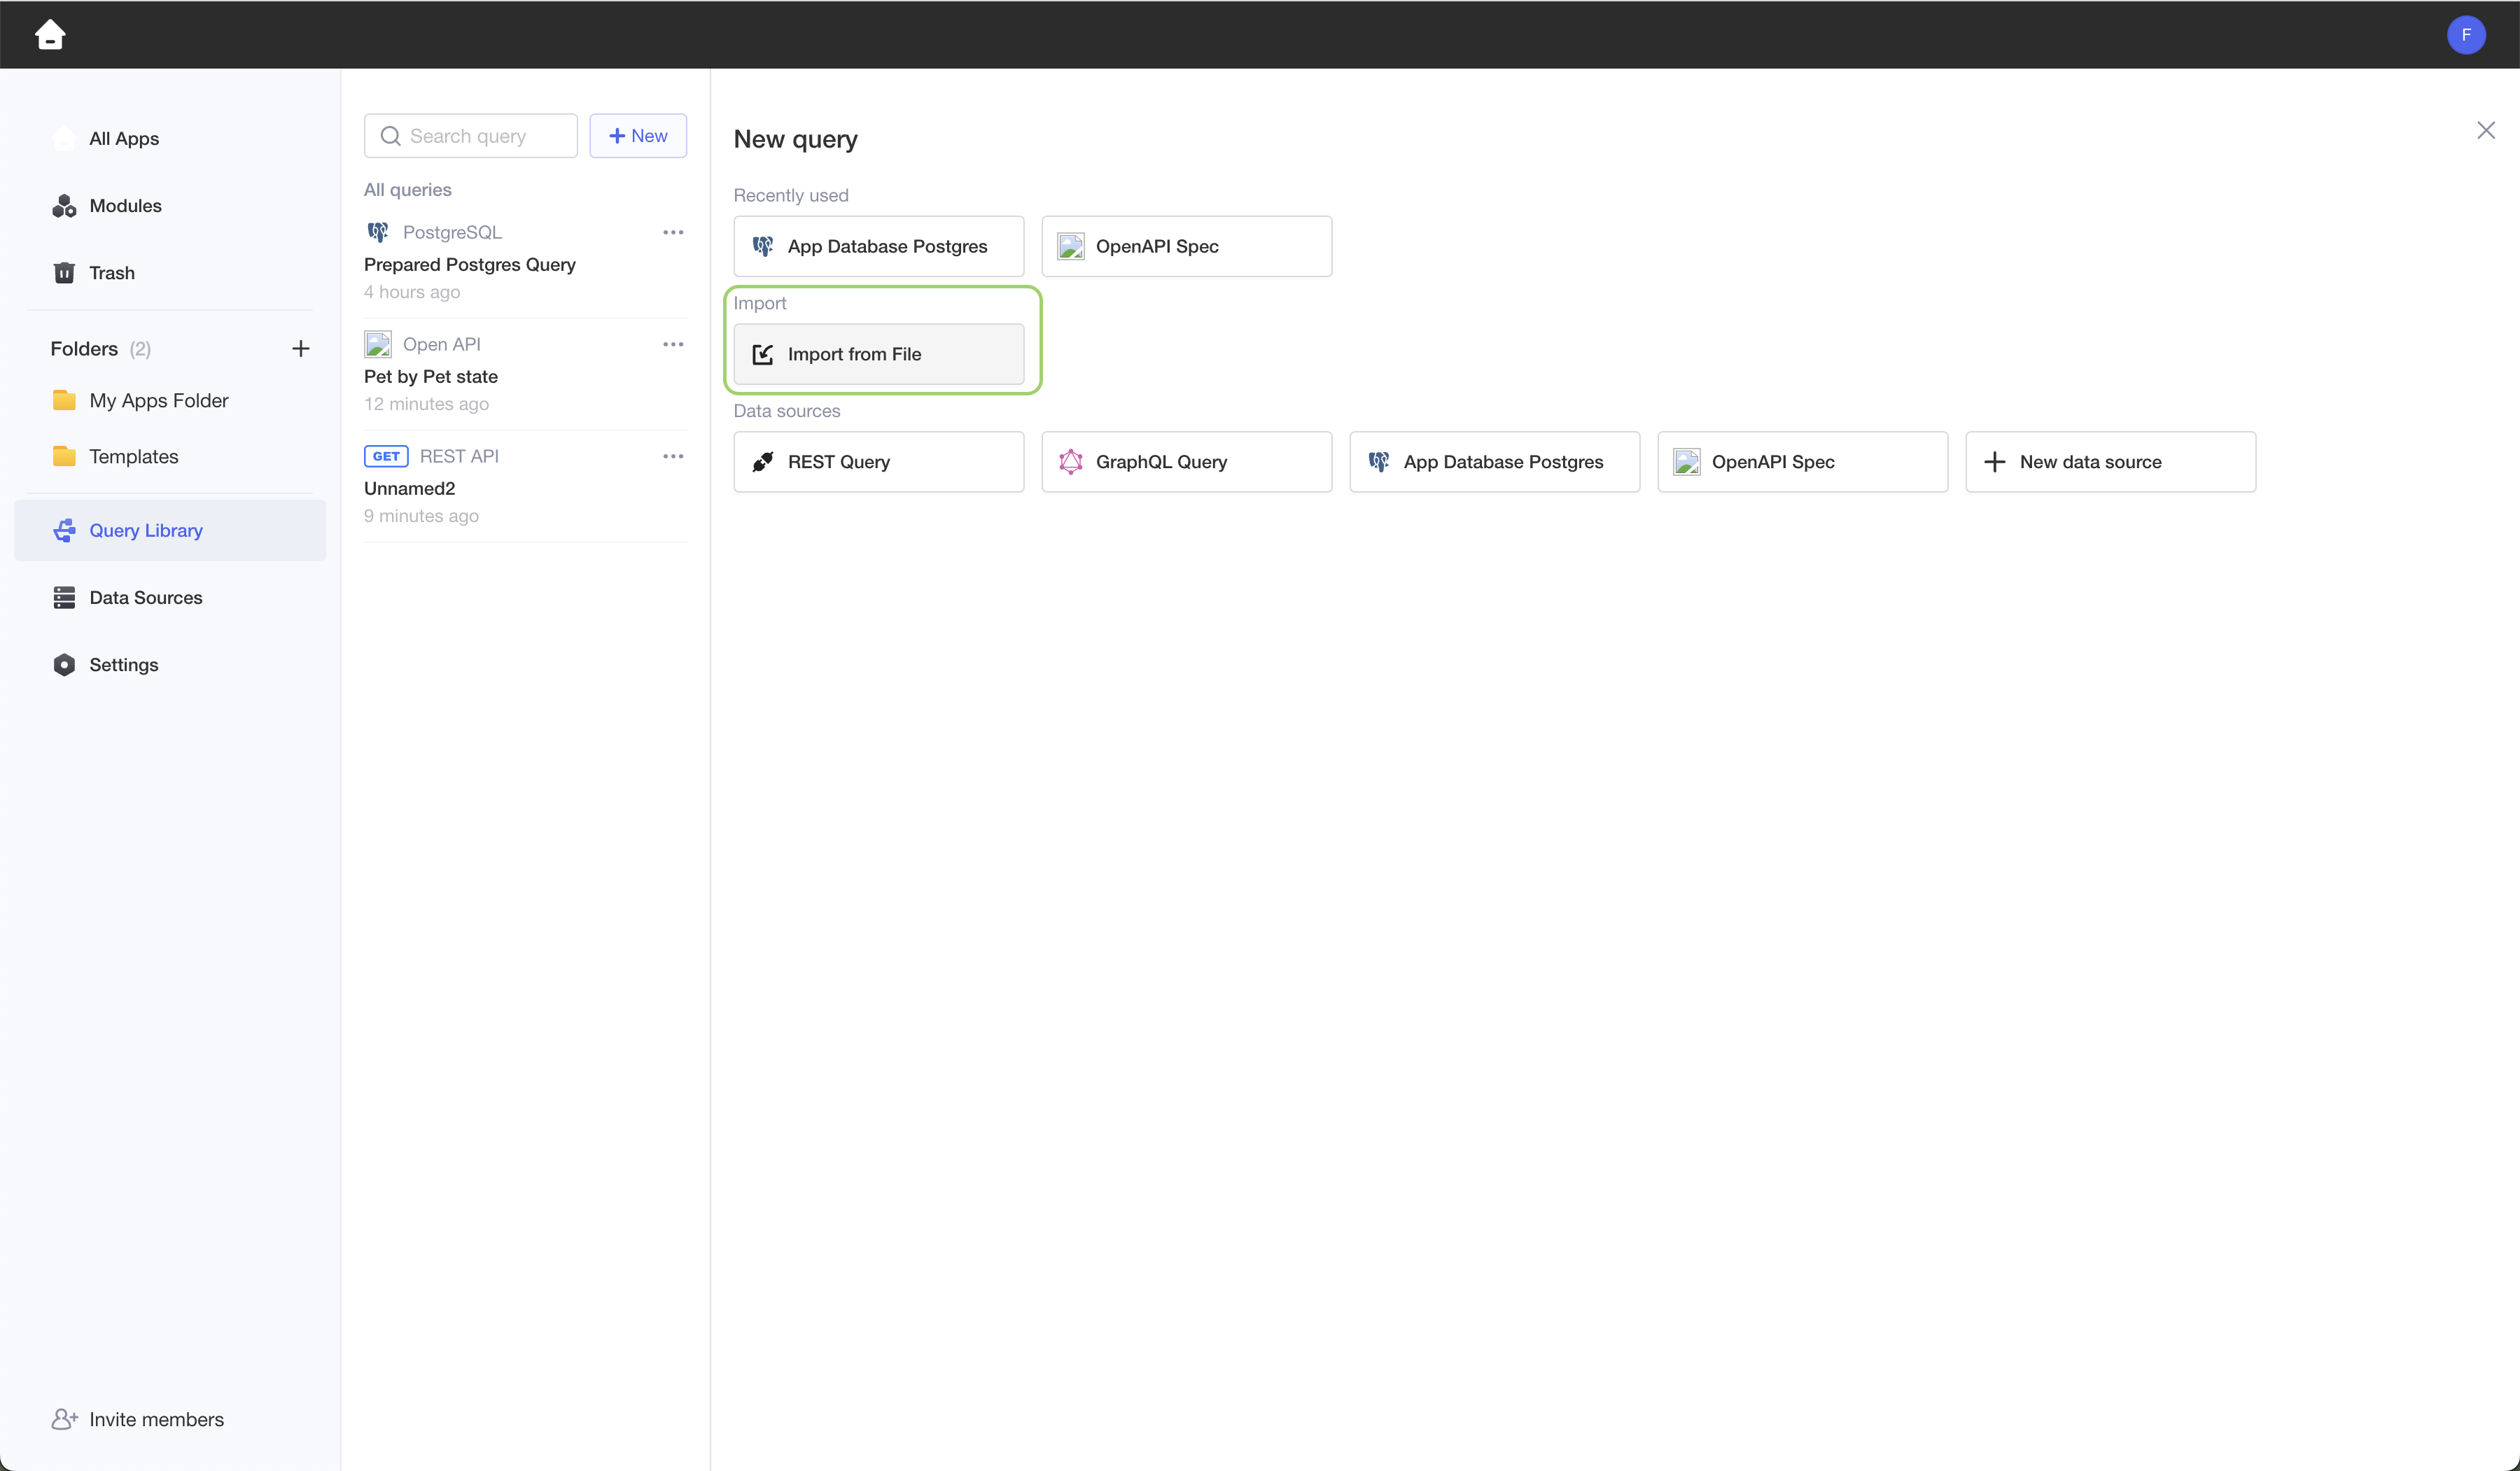 F
All Apps
Modules
Trash
Folders (2)
My Apps Folder
Templates
Query Library
Data Sources
Settings
Invite members
Search query
New
All queries
PostgreSQL
Prepared Postgres Query
4 hours ago
Open API
Pet by Pet state
12 minutes ago
GET REST API
Unnamed2
9 minutes ago
New query
Recently used
App Database Postgres
OpenAPI Spec
Import
Import from File
Data sources
REST Query
GraphQL Query
App Database Postgres
OpenAPI Spec
New data source